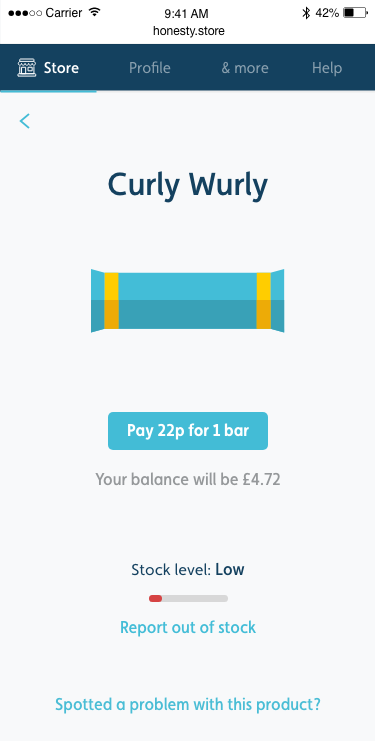 Carrier 9:41 AM 42%
honesty.store
Store Profile & more Help
Curly Wurly
Pay 22p for 1 bar
Your balance will be £4.72
Stock level: Low
Report out of stock
Spotted a problem with this product?